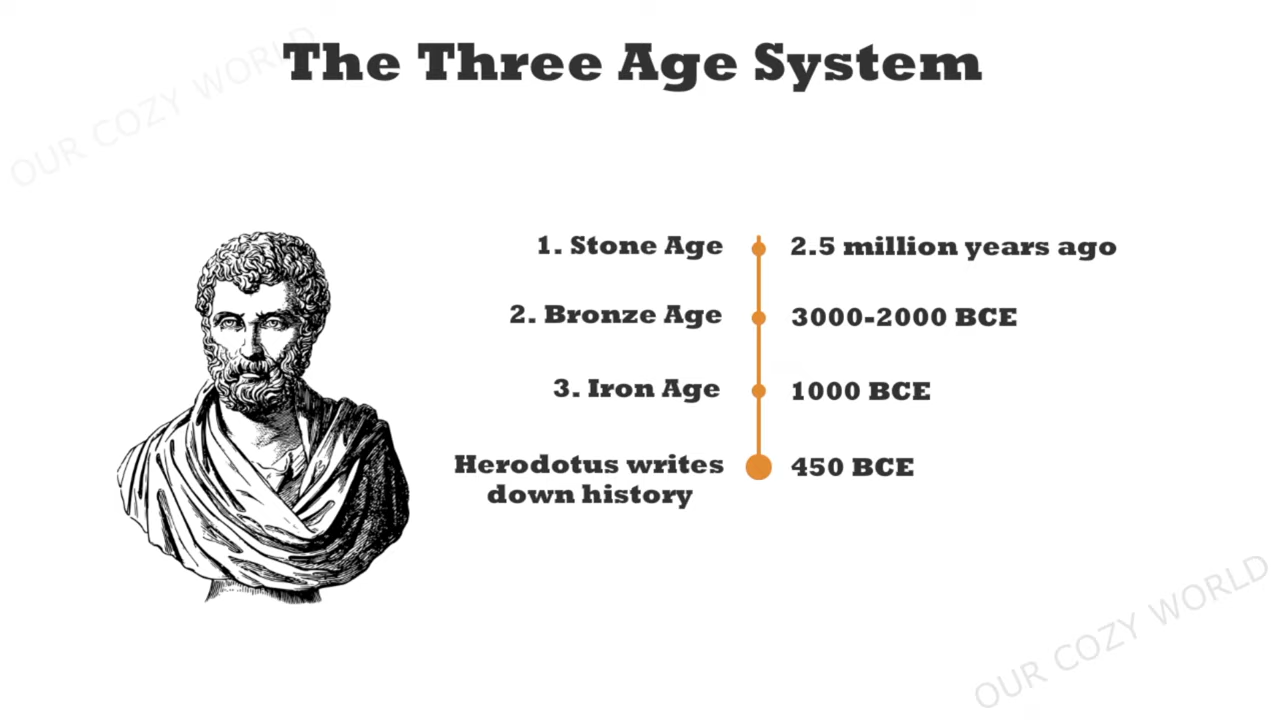 OUR COZY WORLD
The Three Age System
1. Stone Age
2.5 million years ago
2. Bronze Age
3000-2000 BCE
3. Iron Age
1000 BCE
Herodotus writes
down history
450 BCE
OUR COZY WORLD